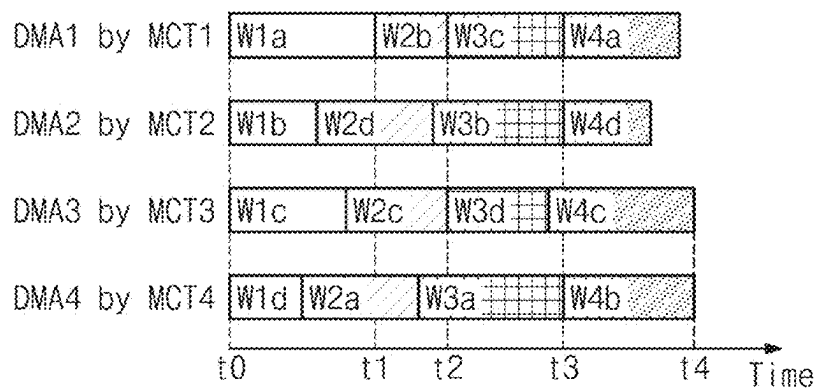 DMA1 by MCT1 W1a W2b W3c W4a
DMA2 by MCT2 W1b W2d W3b W4d
DMA3 by MCT3 W1c W2c W3d W4c
DMA4 by MCT4 W1d W2a W3a W4b
t0 t1 t2 t3 t4 Time